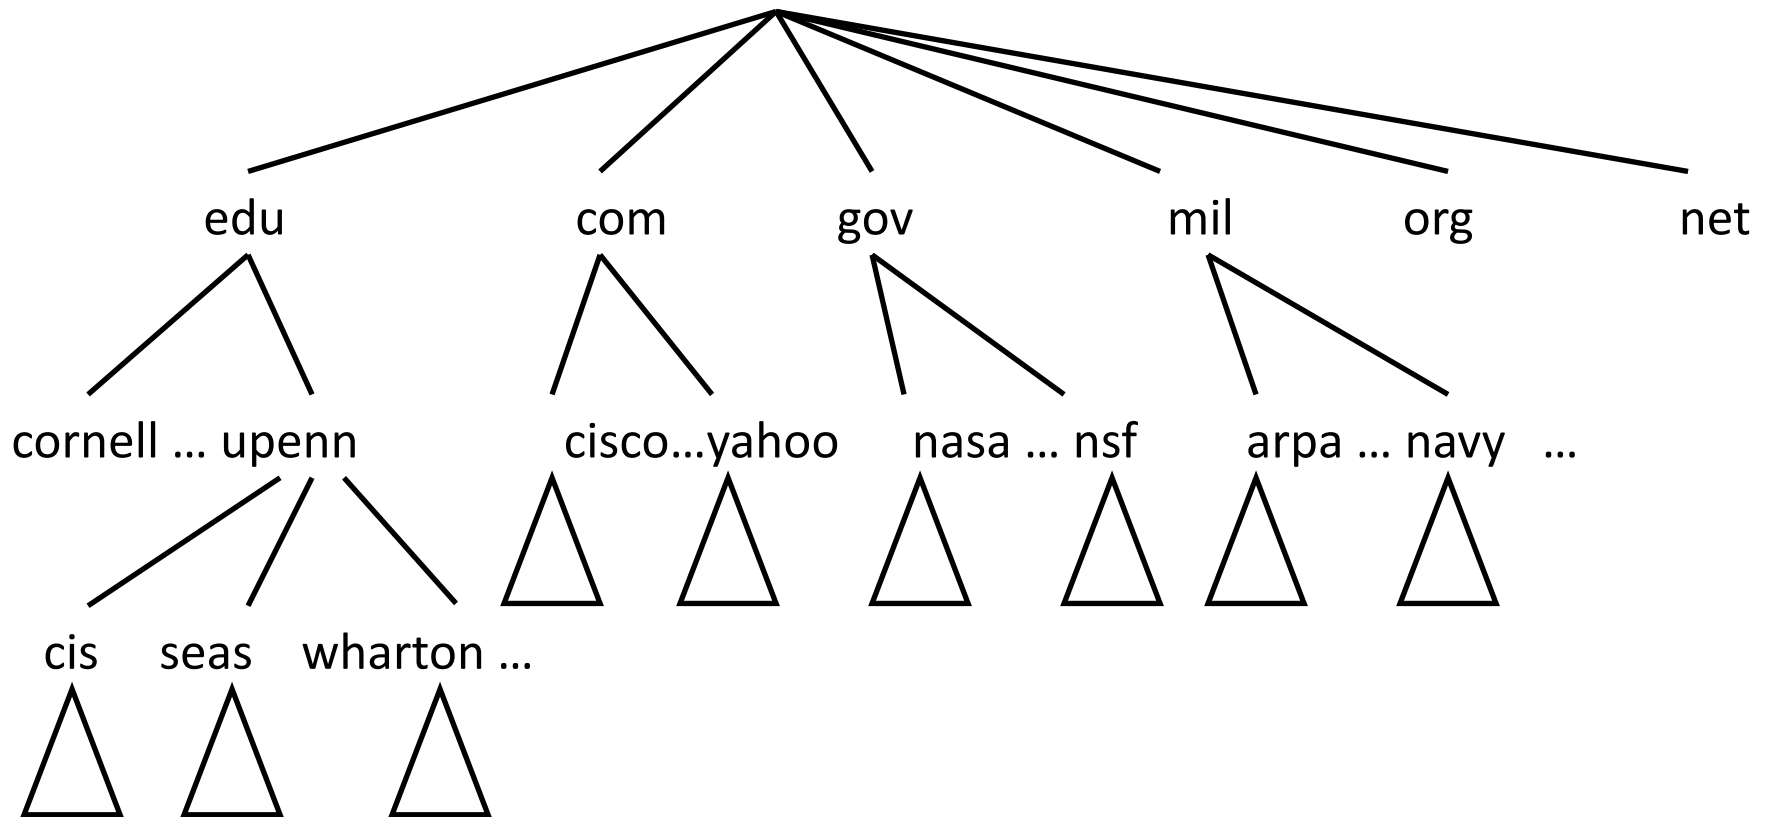 edu com gov mil org net
cornell ... upenn cisco...yahoo nasa ... nsf arpa ... navy ...
cis seas wharton ...